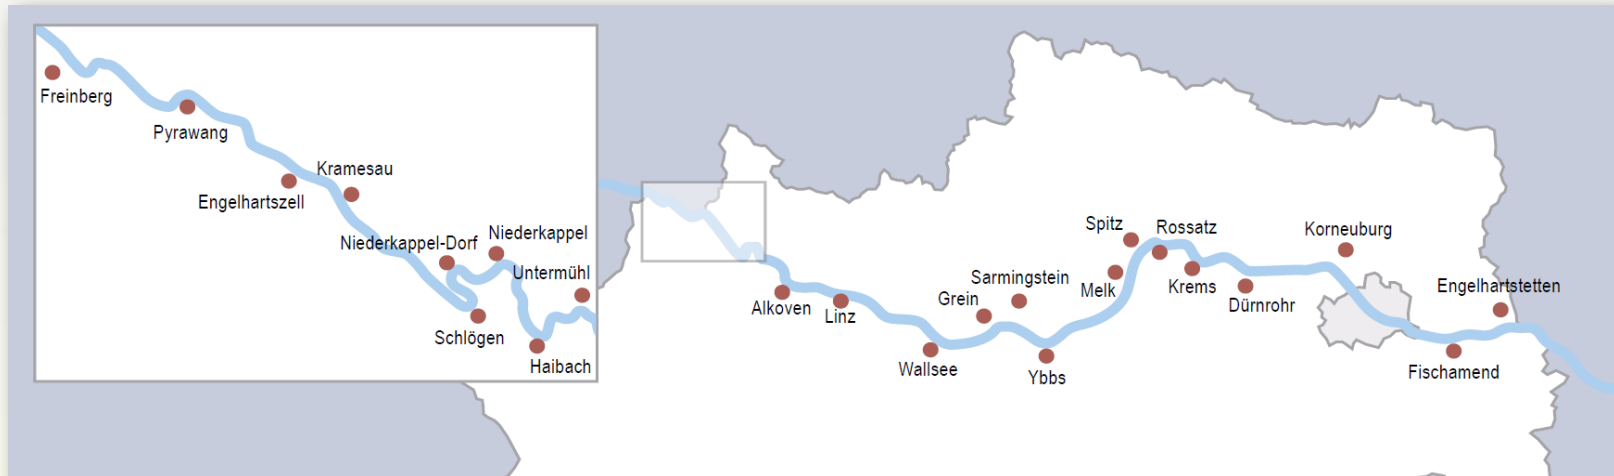 Freinberg
Pyrawang
Kramesau
Engelhartszell
Niederkappel
Niederkappel-Dorf
Untermühl
Schlögen
Haibach
Alkoven
Linz
Wallsee
Grein
Sarmingstein
Ybbs
Melk
Spitz
Rossatz
Krems
Dürnrohr
Korneuburg
Fischamend
Engelhartstetten